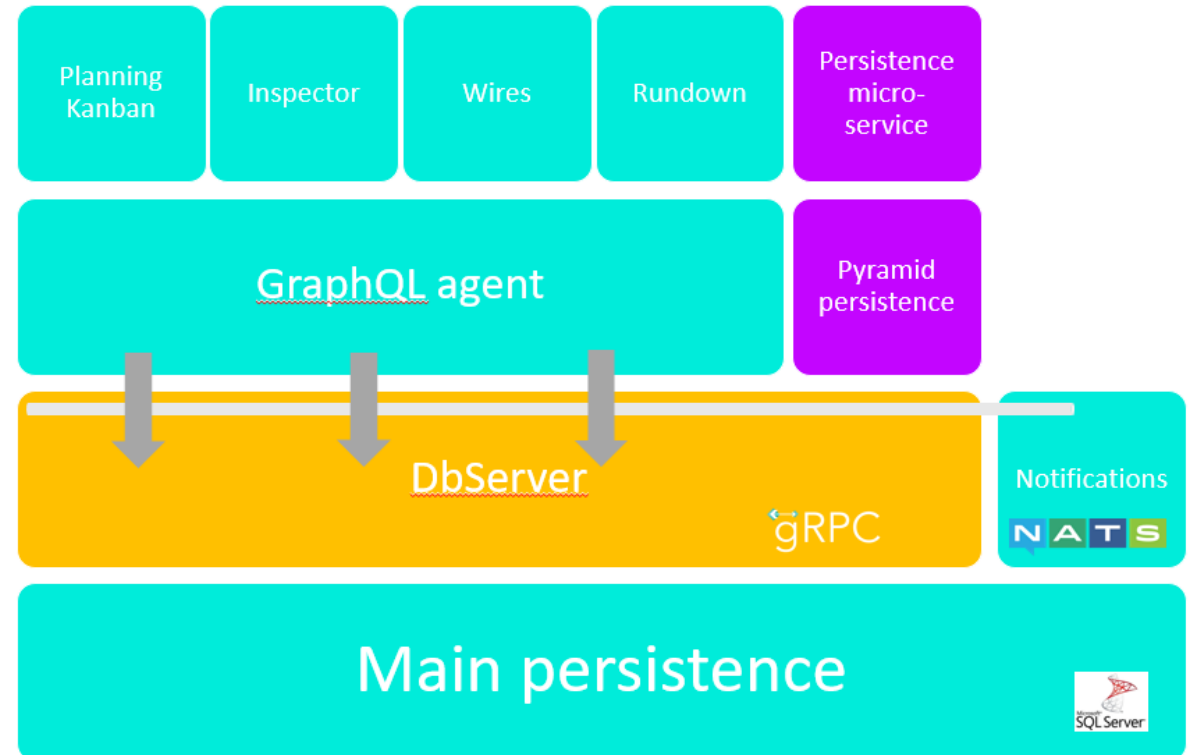 Planning
Kanban
Inspector
Wires
Rundown
Persistence
micro-
service
GraphQL agent
Pyramid
persistence
DbServer
gRPC
Notifications
NATS
Main persistence
Microsoft
SQL Server